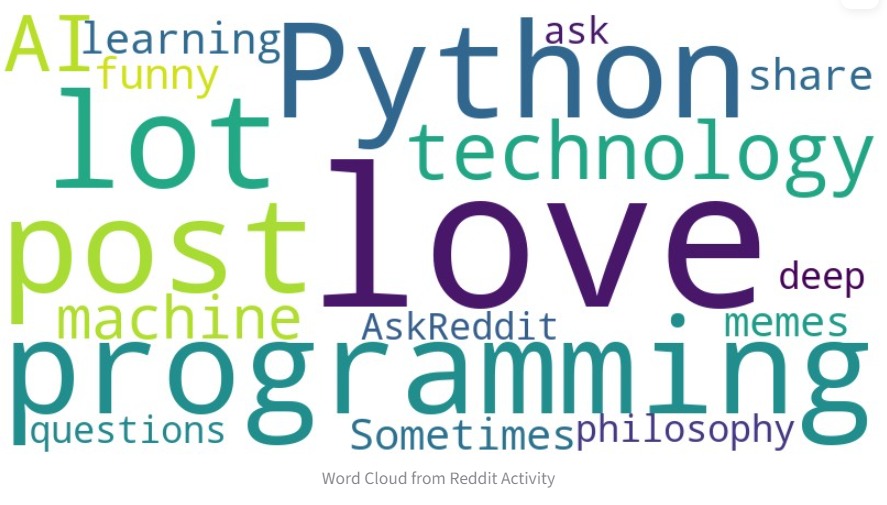 AI
learning
funny
Python
ask
share
lot
technology
post
love
deep
machine
AskReddit
memes
programming
questions
Sometimes
philosophy
Word Cloud from Reddit Activity